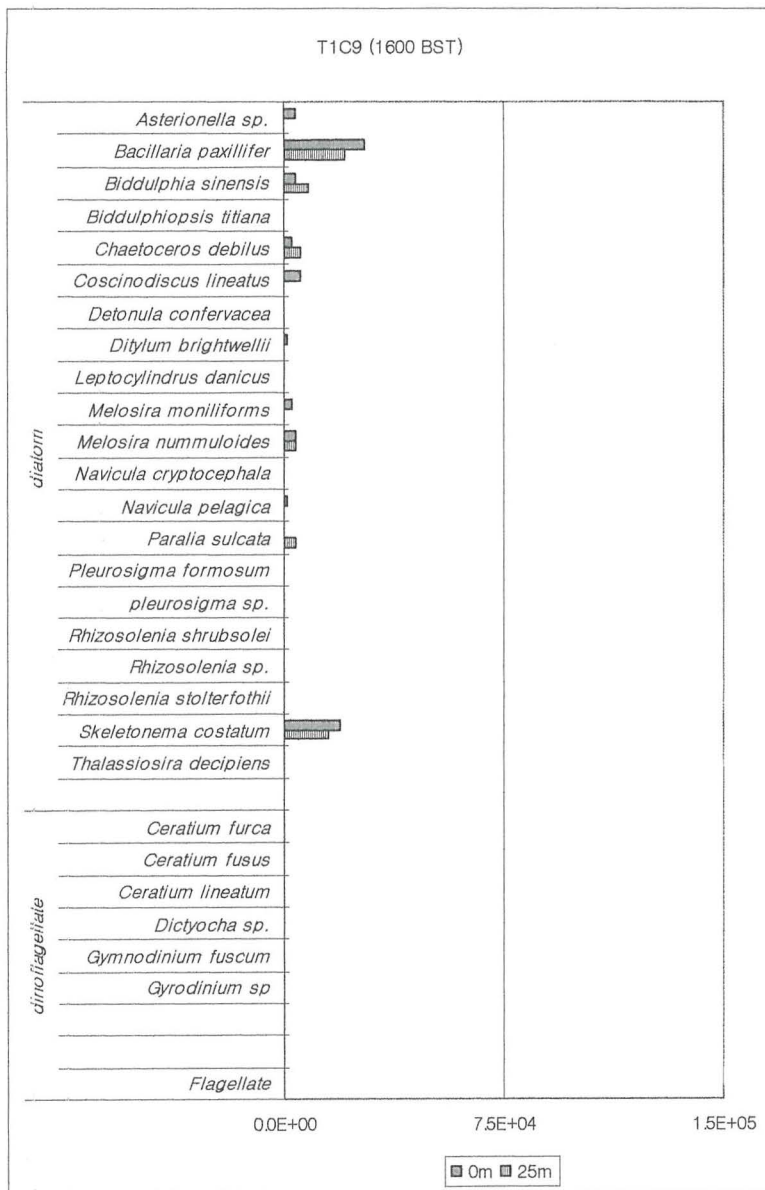 T1C9 (1600 BST)
diatom
Asterionella sp.
Bacillaria paxillifer
Biddulphia sinensis
Biddulphiopsis titiana
Chaetoceros debilus
Coscinodiscus lineatus
Detonula confervacea
Ditylum brightwellii
Leptocylindrus danicus
Melosira moniliforms
Melosira nummuloides
Navicula cryptocephala
Navicula pelagica
Paralia sulcata
Pleurosigma formosum
pleurosigma sp.
Rhizosolenia shrubsolei
Rhizosolenia sp.
Rhizosolenia stolterfothii
Skeletonema costatum
Thalassiosira decipiens
dinoflagellate
Ceratium furca
Ceratium fusus
Ceratium lineatum
Dictyocha sp.
Gymnodinium fuscum
Gyrodinium sp
Flagellate
0.0E+00 7.5E+04 1.5E+05
0m 25m